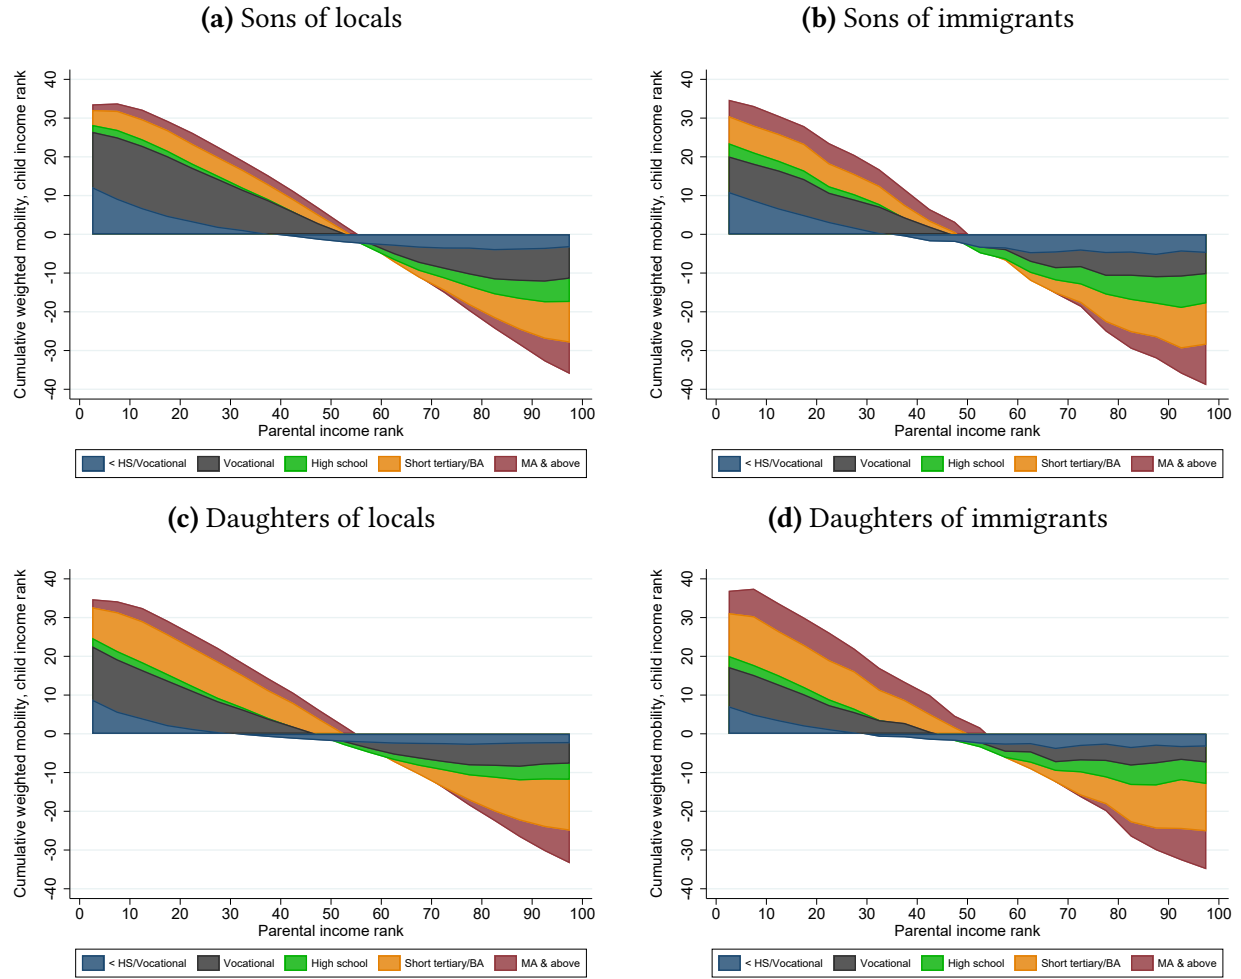 (a) Sons of locals
Cumulative weighted mobility, child income rank
40
30
20
10
0
-10
-20
-30
-40
0 10 20 30 40 50 60 70 80 90 100
Parental income rank
< HS/Vocational Vocational High school Short tertiary/BA MA & above
(b) Sons of immigrants
Cumulative weighted mobility, child income rank
40
30
20
10
0
-10
-20
-30
-40
0 10 20 30 40 50 60 70 80 90 100
Parental income rank
< HS/Vocational Vocational High school Short tertiary/BA MA & above
(c) Daughters of locals
Cumulative weighted mobility, child income rank
40
30
20
10
0
-10
-20
-30
-40
0 10 20 30 40 50 60 70 80 90 100
Parental income rank
< HS/Vocational Vocational High school Short tertiary/BA MA & above
(d) Daughters of immigrants
Cumulative weighted mobility, child income rank
40
30
20
10
0
-10
-20
-30
-40
0 10 20 30 40 50 60 70 80 90 100
Parental income rank
< HS/Vocational Vocational High school Short tertiary/BA MA & above